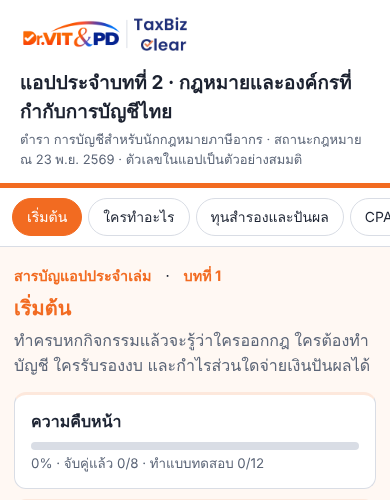 Dr.VIT&PD
TaxBiz
Clear
แอปประจำบทที่ 2 · กฎหมายและองค์กรที่
กำกับการบัญชีไทย
ตำรา การบัญชีสำหรับนักกฎหมายภาษีอากร · สถานะกฎหมาย
ณ 23 พ.ย. 2569 · ตัวเลขในแอปเป็นตัวอย่างสมมติ
เริ่มต้น
ใครทำอะไร
ทุนสำรองและปันผล
CPA
สารบัญแอปประจำเล่ม · บทที่ 1
เริ่มต้น
ทำครบหกกิจกรรมแล้วจะรู้ว่าใครออกกฎ ใครต้องทำ
บัญชี ใครรับรองงบ และกำไรส่วนใดจ่ายเงินปันผลได้
ความคืบหน้า
0% · จับคู่แล้ว 0/8 · ทำแบบทดสอบ 0/12